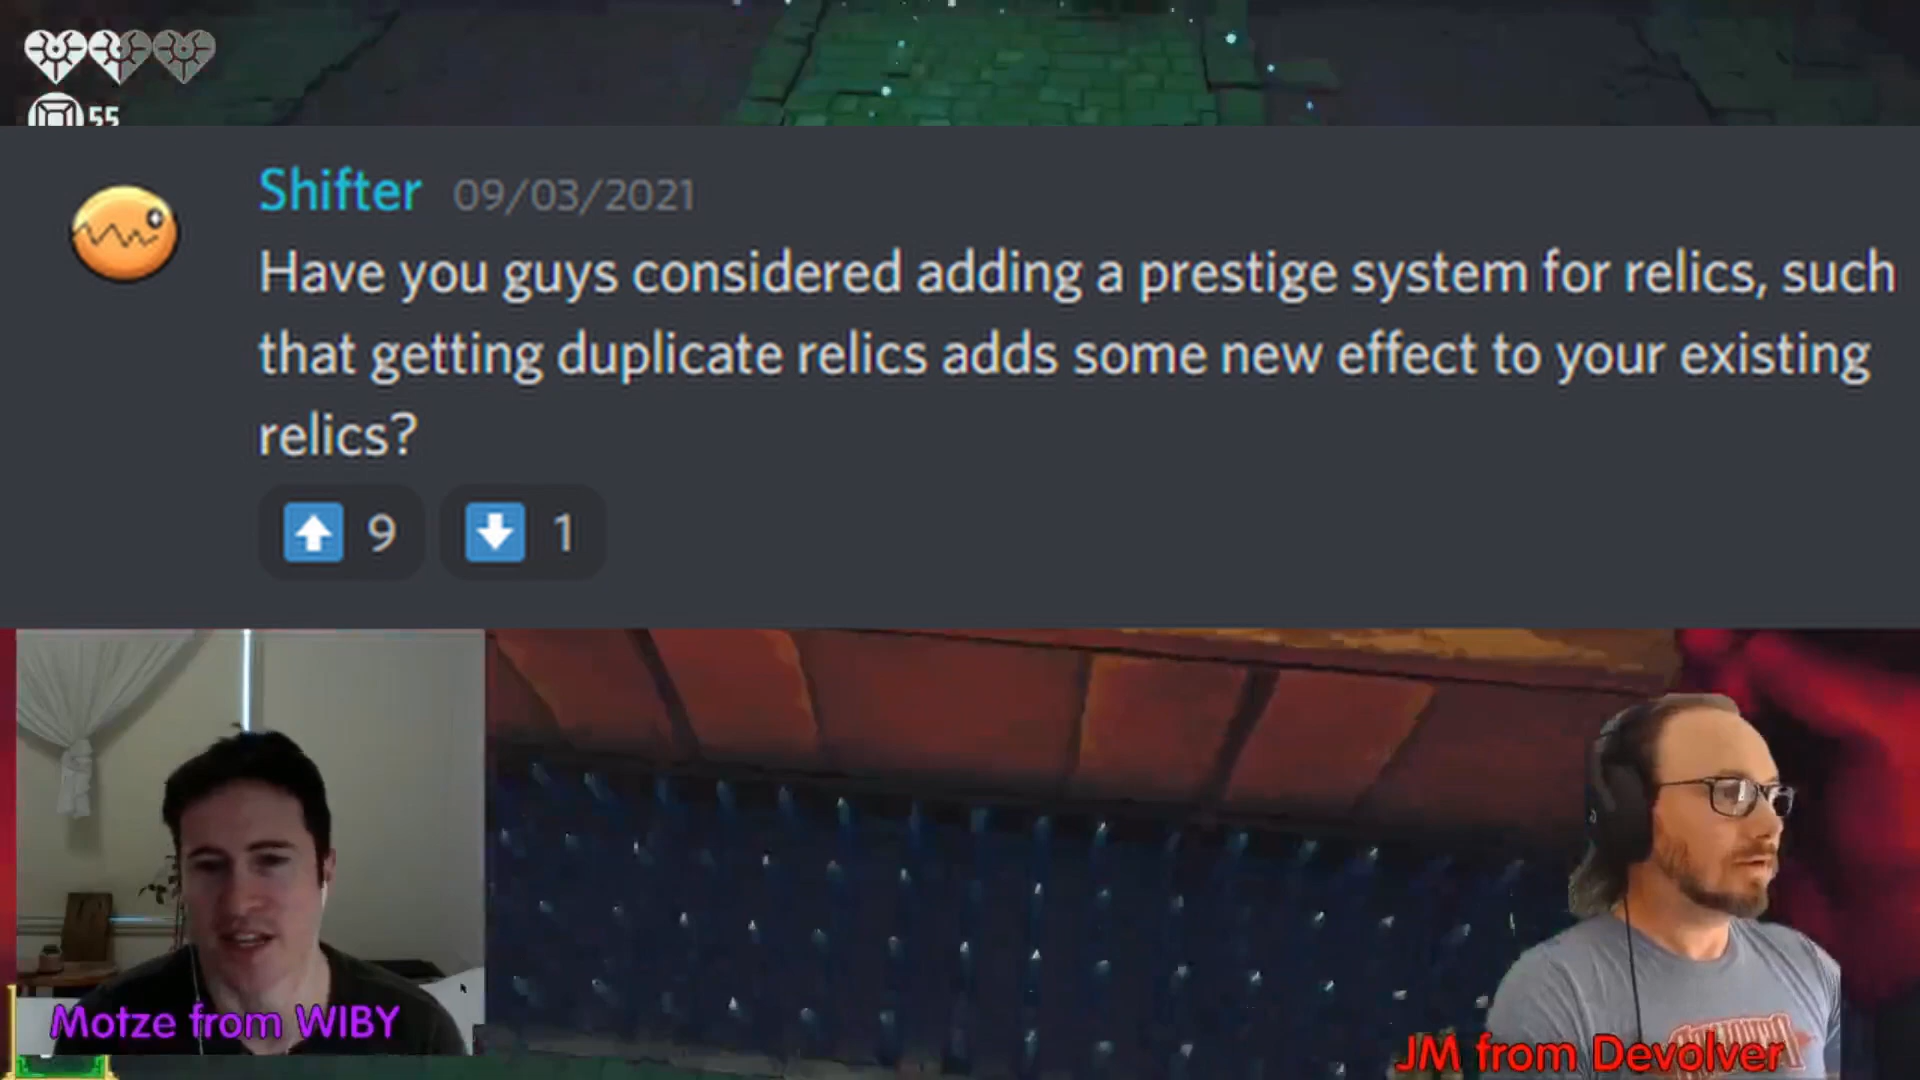 55
Shifter 09/03/2021
Have you guys considered adding a prestige system for relics, such
that getting duplicate relics adds some new effect to your existing
relics?
9 1
Motze from WIBY
JM from Devolver